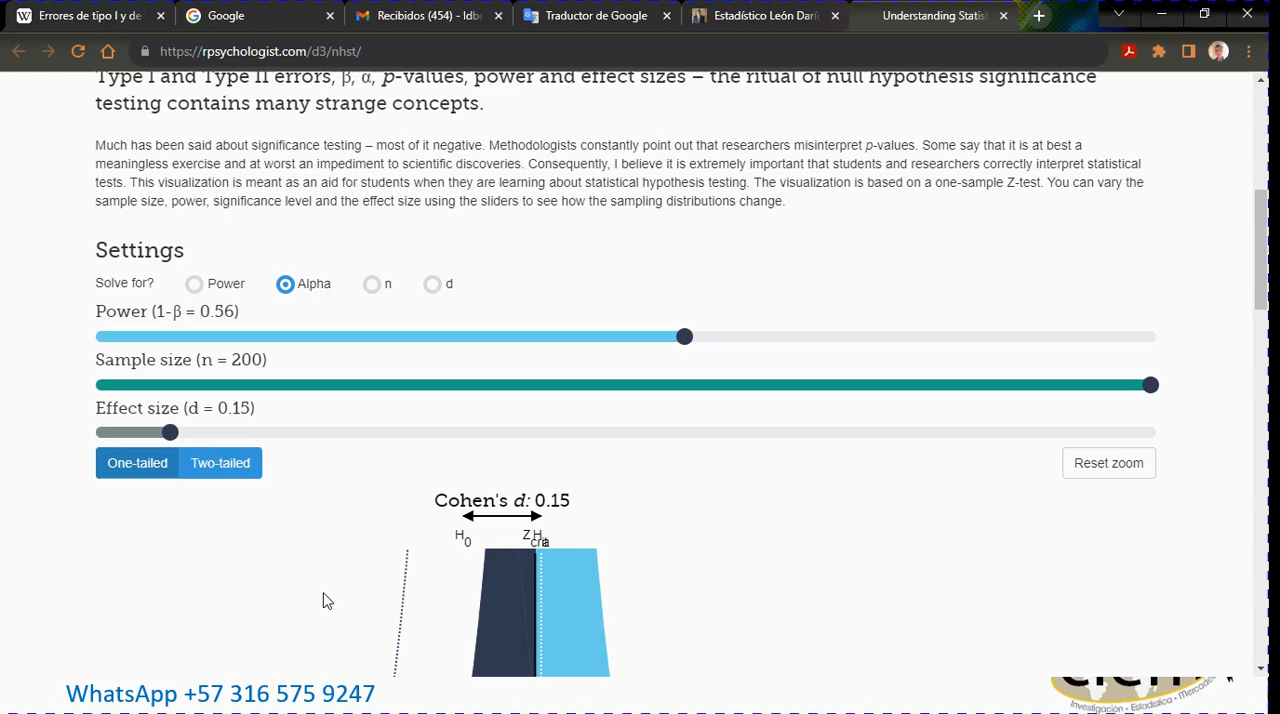 Errores de tipo I y de
Google
Recibidos (454) - ldb
Traductor de Google
Estadístico León Darí
Understanding Statist
https://rpsychologist.com/d3/nhst/
Type I and Type II errors, β, α, p-values, power and effect sizes – the ritual of null hypothesis significance
testing contains many strange concepts.
Much has been said about significance testing – most of it negative. Methodologists constantly point out that researchers misinterpret p-values. Some say that it is at best a
meaningless exercise and at worst an impediment to scientific discoveries. Consequently, I believe it is extremely important that students and researchers correctly interpret statistical
tests. This visualization is meant as an aid for students when they are learning about statistical hypothesis testing. The visualization is based on a one-sample Z-test. You can vary the
sample size, power, significance level and the effect size using the sliders to see how the sampling distributions change.
Settings
Solve for? Power Alpha n d
Power (1-β = 0.56)
Sample size (n = 200)
Effect size (d = 0.15)
One-tailed Two-tailed Reset zoom
Cohen's d: 0.15
H0 Zcrit Ha
WhatsApp +57 316 575 9247
Investigación • Estadística • Mercadeo